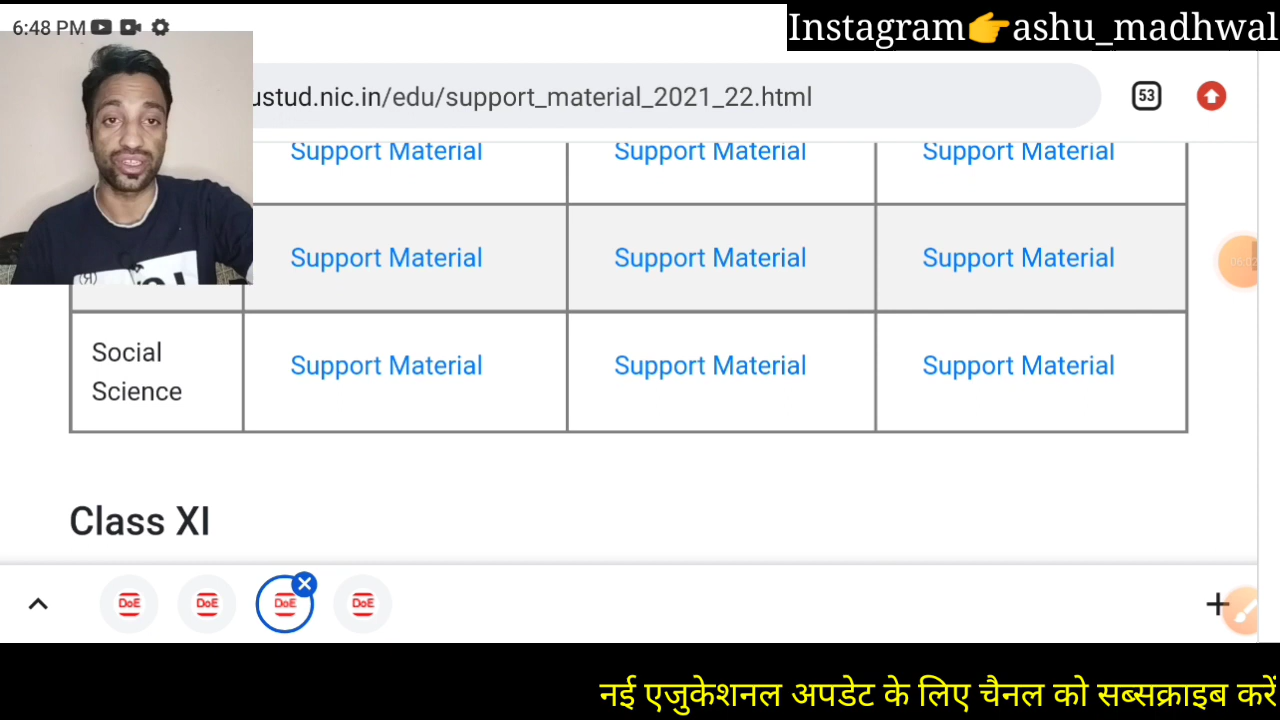 6:48 PM
Instagram👉ashu_madhwal
ustud.nic.in/edu/support_material_2021_22.html
53
Support Material Support Material Support Material
Support Material Support Material Support Material
Social
Science
Support Material Support Material Support Material
Class XI
DoE DoE DoE DoE
नई एजुकेशनल अपडेट के लिए चैनल को सब्सक्राइब करें